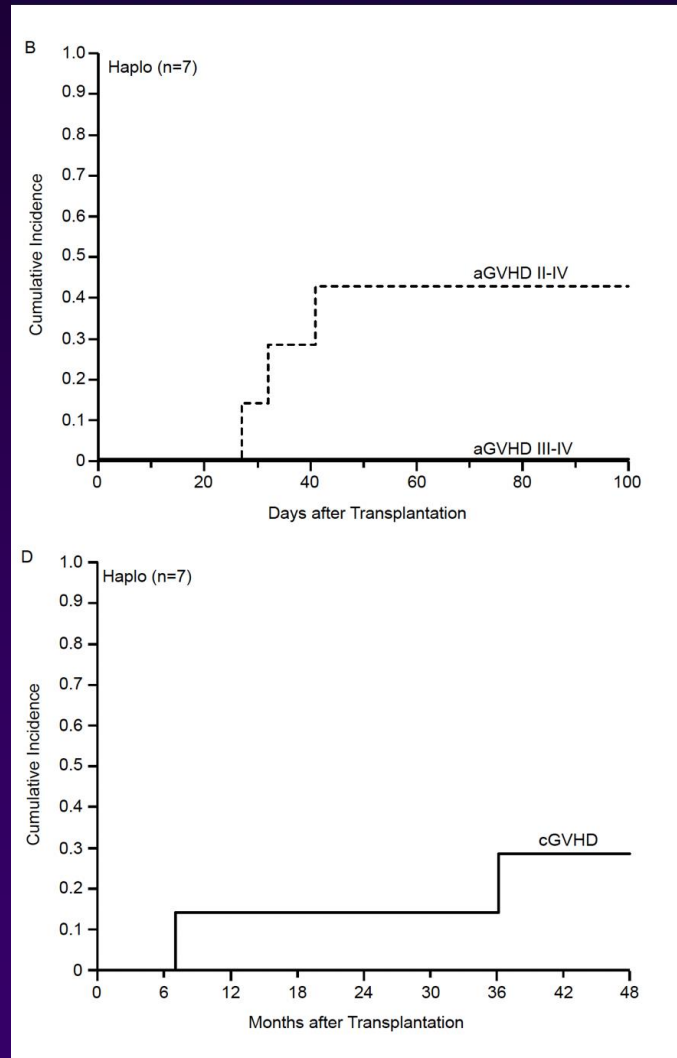 B
Haplo (n=7)
1.0
0.9
0.8
0.7
0.6
0.5
0.4
0.3
0.2
0.1
0
Cumulative Incidence
aGVHD II-IV
aGVHD III-IV
0 20 40 60 80 100
Days after Transplantation
D
Haplo (n=7)
1.0
0.9
0.8
0.7
0.6
0.5
0.4
0.3
0.2
0.1
0
Cumulative Incidence
cGVHD
0 6 12 18 24 30 36 42 48
Months after Transplantation